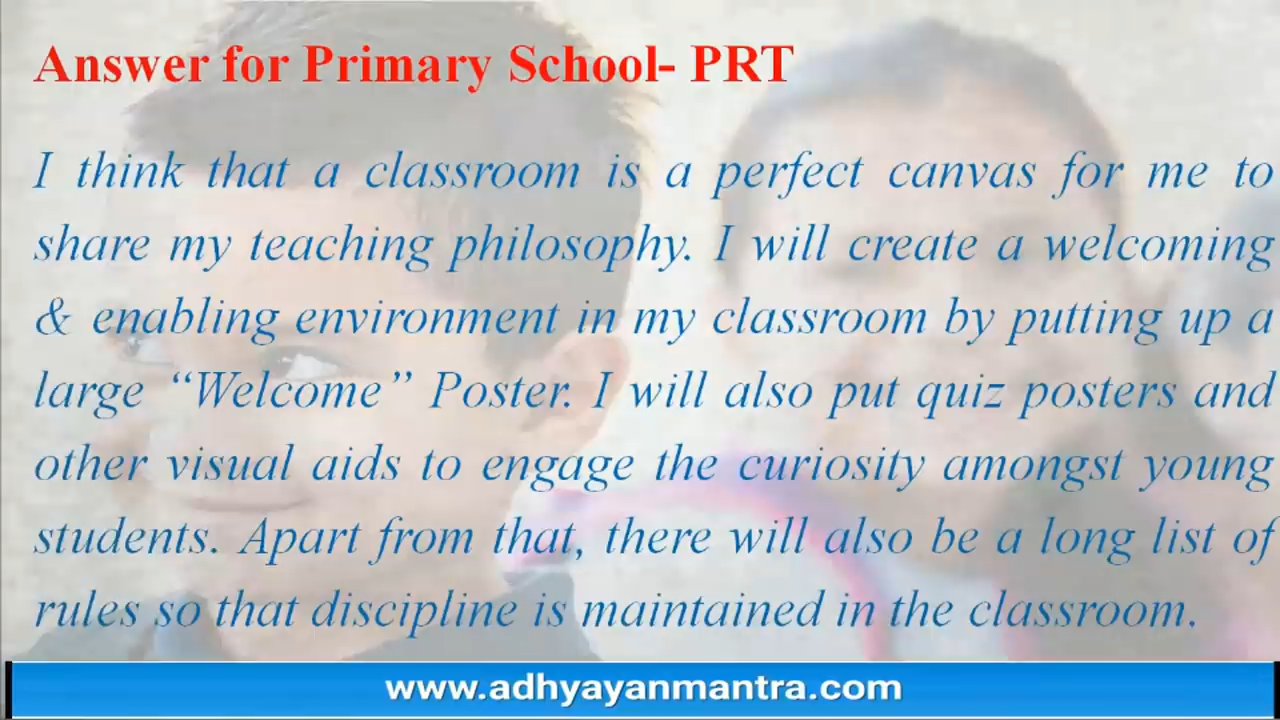 Answer for Primary School- PRT
I think that a classroom is a perfect canvas for me to
share my teaching philosophy. I will create a welcoming
& enabling environment in my classroom by putting up a
large “Welcome” Poster. I will also put quiz posters and
other visual aids to engage the curiosity amongst young
students. Apart from that, there will also be a long list of
rules so that discipline is maintained in the classroom.
www.adhyayanmantra.com